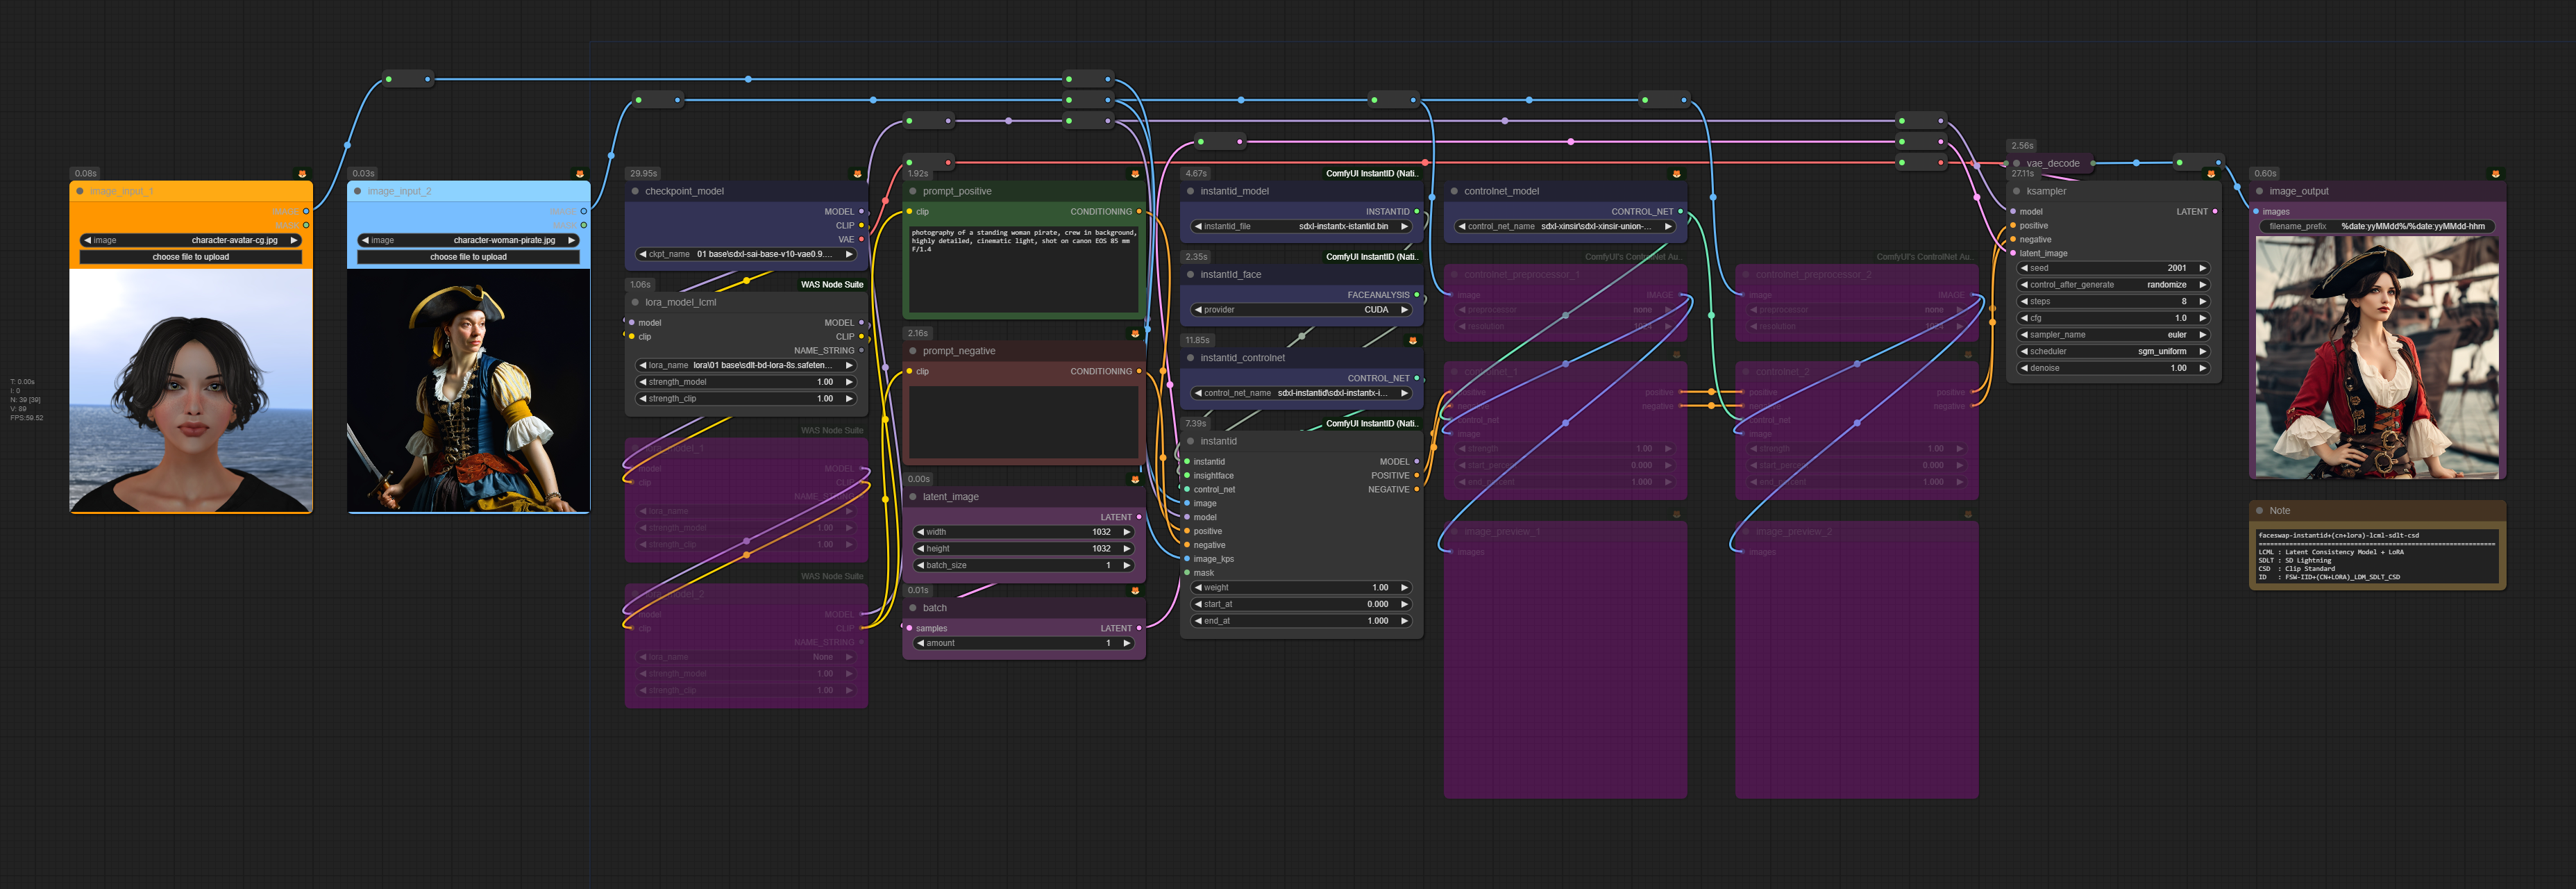 T: 0.00s
I: 0
N: 39 [39]
V: 89
FPS:59.52
0.08s
image_input_1
image
character-avatar-cg.jpg
choose file to upload
0.03s
image_input_2
image
character-woman-pirate.jpg
choose file to upload
29.95s
checkpoint_model
MODEL
CLIP
VAE
ckpt_name 01 base\sdxl-sai-base-v10-vae0.9....
1.06s
WAS Node Suite
lora_model_lcml
model MODEL
clip CLIP
NAME_STRING
lora_name lora\01 base\sdlt-bd-lora-8s.safeten...
strength_model 1.00
strength_clip 1.00
WAS Node Suite
model MODEL
clip CLIP
NAME_STRING
lora_name
strength_model 1.00
strength_clip 1.00
WAS Node Suite
model MODEL
clip CLIP
NAME_STRING
lora_name None
strength_model 1.00
strength_clip 1.00
1.92s
prompt_positive
clip CONDITIONING
photography of a standing woman pirate, crew in background,
highly detailed, cinematic light, shot on canon EOS 85 mm
F/1.4
2.16s
prompt_negative
clip CONDITIONING
0.00s
latent_image
LATENT
width 1032
height 1032
batch_size 1
0.01s
batch
samples LATENT
amount 1
4.67s
ComfyUI InstantID (Nati..
instantid_model
INSTANTID
instantid_file sdxl-instantx-istantid.bin
2.35s
ComfyUI InstantID (Nati..
instantId_face
FACEANALYSIS
provider CUDA
11.85s
instantid_controlnet
CONTROL_NET
control_net_name sdxl-instantid\sdxl-instantx-i...
7.39s
ComfyUI InstantID (Nati..
instantid
instantid MODEL
insightface POSITIVE
control_net NEGATIVE
image
model
positive
negative
image_kps
mask
weight 1.00
start_at 0.000
end_at 1.000
controlnet_model
CONTROL_NET
control_net_name sdxl-xinsir\sdxl-xinsir-union-...
ComfyUI's ControlNet Au..
controlnet_preprocessor_1
image IMAGE
preprocessor none
resolution 1024
controlnet_1
positive positive
negative negative
control_net
image
strength 1.00
start_percent 0.000
end_percent 1.000
image_preview_1
images
ComfyUI's ControlNet Au..
controlnet_preprocessor_2
image IMAGE
preprocessor none
resolution 1024
controlnet_2
positive positive
negative negative
control_net
image
strength 1.00
start_percent 0.000
end_percent 1.000
image_preview_2
images
2.56s
vae_decode
27.11s
ksampler
model LATENT
positive
negative
latent_image
seed 2001
control_after_generate randomize
steps 8
cfg 1.0
sampler_name euler
scheduler sgm_uniform
denoise 1.00
0.60s
image_output
images
filename_prefix %date:yyMMdd%/%date:yyMMdd-hhm
Note
faceswap-instantid+(cn+lora)-lcml-sdlt-csd
LCML : Latent Consistency Model + LoRA
SDLT : SD Lightning
CSD : Clip Standard
ID : FSW-IID+(CN+LORA)_LDM_SDLT_CSD